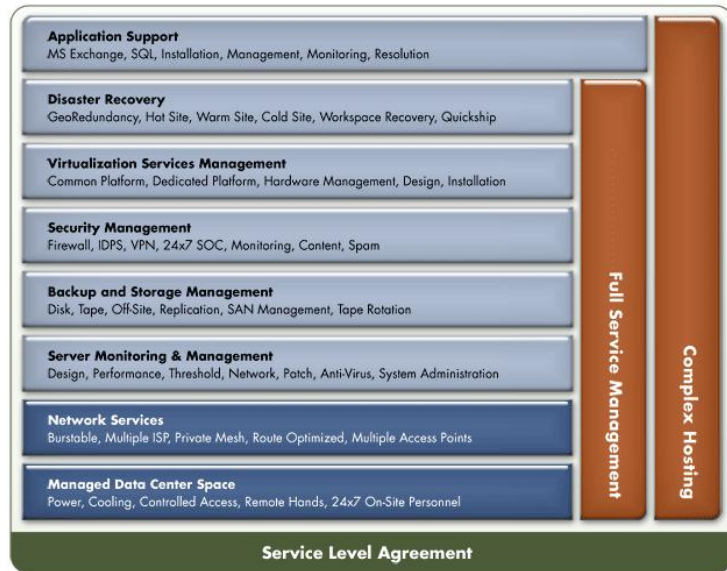 Application Support
MS Exchange, SQL, Installation, Management, Monitoring, Resolution
Disaster Recovery
GeoRedundancy, Hot Site, Warm Site, Cold Site, Workspace Recovery, Quickship
Virtualization Services Management
Common Platform, Dedicated Platform, Hardware Management, Design, Installation
Security Management
Firewall, IDPS, VPN, 24x7 SOC, Monitoring, Content, Spam
Backup and Storage Management
Disk, Tape, Off-Site, Replication, SAN Management, Tape Rotation
Server Monitoring & Management
Design, Performance, Threshold, Network, Patch, Anti-Virus, System Administration
Network Services
Burstable, Multiple ISP, Private Mesh, Route Optimized, Multiple Access Points
Managed Data Center Space
Power, Cooling, Controlled Access, Remote Hands, 24x7 On-Site Personnel
Full Service Management
Complex Hosting
Service Level Agreement